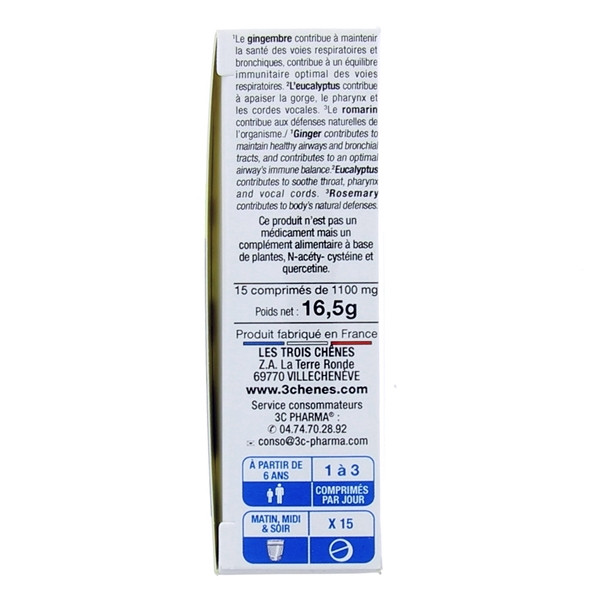 ¹Le gingembre contribue à maintenir
la santé des voies respiratoires et
bronchiques, contribue à un équilibre
immunitaire optimal des voies
respiratoires. ²L'eucalyptus contribue
à apaiser la gorge, le pharynx et
les cordes vocales. ³Le romarin
contribue aux défenses naturelles de
l'organisme./ ¹Ginger contributes to
maintain healthy airways and bronchial
tracts, and contributes to an optimal
airway's immune balance.²Eucalyptus
contributes to soothe throat, pharynx
and vocal cords. ³Rosemary
contributes to body's natural defenses.
Ce produit n'est pas un
médicament mais un
complément alimentaire à base
de plantes, N-acéty- cystéine et
quercetine.
15 comprimés de 1100 mg
Poids net : 16,5g
Produit fabriqué en France
LES TROIS CHÊNES
Z.A. La Terre Ronde
69770 VILLECHENÈVE
www.3chenes.com
Service consommateurs
3C PHARMA® :
✆ 04.74.70.28.92
✉ conso@3c-pharma.com
À PARTIR DE
6 ANS
1 à 3
COMPRIMÉS
PAR JOUR
MATIN, MIDI
& SOIR
X 15